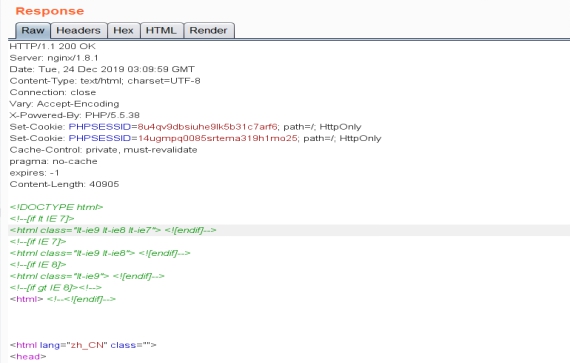 Response
Raw Headers Hex HTML Render
HTTP/1.1 200 OK
Server: nginx/1.8.1
Date: Tue, 24 Dec 2019 03:09:59 GMT
Content-Type: text/html; charset=UTF-8
Connection: close
Vary: Accept-Encoding
X-Powered-By: PHP/5.5.38
Set-Cookie: PHPSESSID=8u4qv9dbsiuhe9lk5b31c7arf6; path=/; HttpOnly
Set-Cookie: PHPSESSID=14ugmpq0095srtema319h1mo25; path=/; HttpOnly
Cache-Control: private, must-revalidate
pragma: no-cache
expires: -1
Content-Length: 40905
<!DOCTYPE html>
<!--[if lt IE 7]>
<html class="lt-ie9 lt-ie8 lt-ie7"> <![endif]-->
<!--[if IE 7]>
<html class="lt-ie9 lt-ie8"> <![endif]-->
<!--[if IE 8]>
<html class="lt-ie9"> <![endif]-->
<!--[if gt IE 8]><!-->
<html> <!--<![endif]-->
<html lang="zh_CN" class="">
<head>